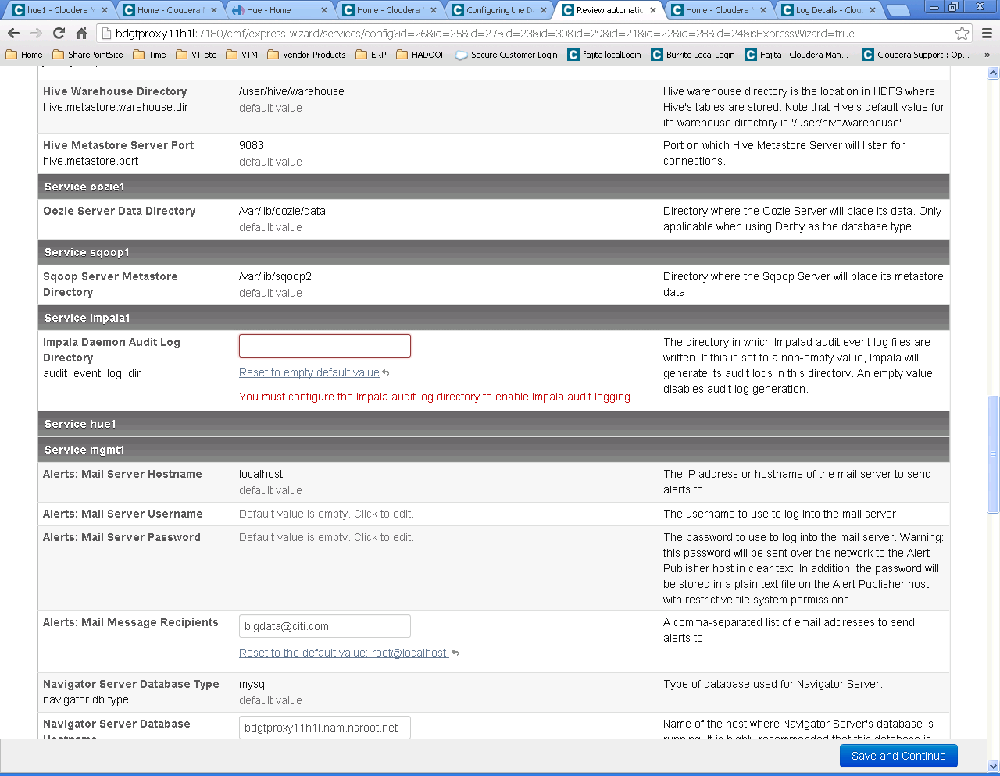 hue1 - Cloudera M
Home - Cloudera M
Hue - Home
Home - Cloudera M
Configuring the Da
Review automatic
Home - Cloudera M
Log Details - Clou
bdgtproxy11h1l:7180/cmf/express-wizard/services/config?id=26&id=25&id=27&id=23&id=30&id=29&id=21&id=22&id=28&id=24&isExpressWizard=true
Home
SharePointSite
Time
VT-etc
VTM
Vendor-Products
ERP
HADOOP
Secure Customer Login
fajita localLogin
Burrito Local Login
Fajita - Cloudera Man...
Cloudera Support : Op...
»
Hive Warehouse Directory
hive.metastore.warehouse.dir
/user/hive/warehouse
default value
Hive warehouse directory is the location in HDFS where
Hive's tables are stored. Note that Hive's default value for
its warehouse directory is '/user/hive/warehouse'.
Hive Metastore Server Port
hive.metastore.port
9083
default value
Port on which Hive Metastore Server will listen for
connections.
Service oozie1
Oozie Server Data Directory
/var/lib/oozie/data
default value
Directory where the Oozie Server will place its data. Only
applicable when using Derby as the database type.
Service sqoop1
Sqoop Server Metastore
Directory
/var/lib/sqoop2
default value
Directory where the Sqoop Server will place its metastore
data.
Service impala1
Impala Daemon Audit Log
Directory
audit_event_log_dir
Reset to empty default value
You must configure the Impala audit log directory to enable Impala audit logging.
The directory in which Impalad audit event log files are
written. If this is set to a non-empty value, Impala will
generate its audit logs in this directory. An empty value
disables audit log generation.
Service hue1
Service mgmt1
Alerts: Mail Server Hostname
localhost
default value
The IP address or hostname of the mail server to send
alerts to
Alerts: Mail Server Username
Default value is empty. Click to edit.
The username to use to log into the mail server
Alerts: Mail Server Password
Default value is empty. Click to edit.
The password to use to log into the mail server. Warning:
this password will be sent over the network to the Alert
Publisher host in clear text. In addition, the password will
be stored in a plain text file on the Alert Publisher host
with restrictive file system permissions.
Alerts: Mail Message Recipients
bigdata@citi.com
Reset to the default value: root@localhost
A comma-separated list of email addresses to send
alerts to
Navigator Server Database Type
navigator.db.type
mysql
default value
Type of database used for Navigator Server.
Navigator Server Database
Hostname
bdgtproxy11h1l.nam.nsroot.net
Name of the host where Navigator Server's database is
running. It is highly recommended that this database is
Save and Continue